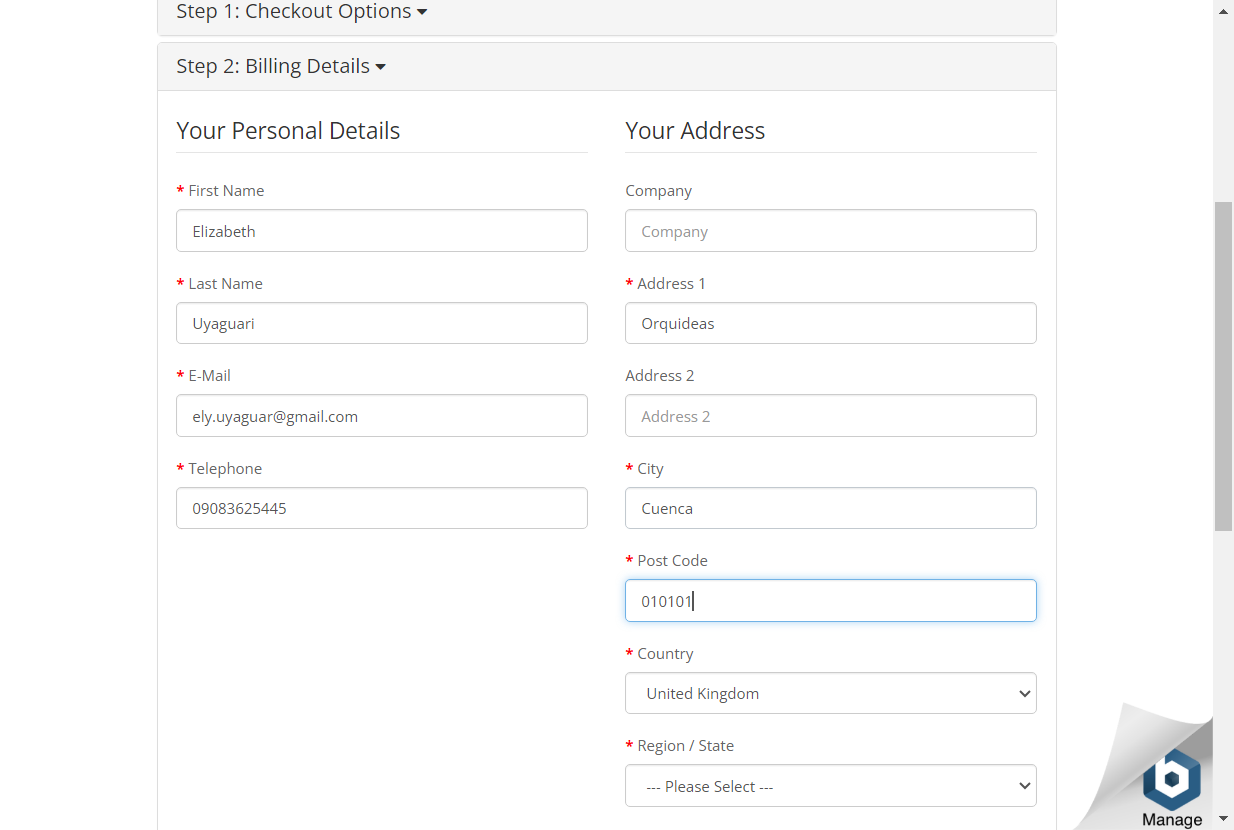 Step 1: Checkout Options
Step 2: Billing Details
Your Personal Details
* First Name
Elizabeth
* Last Name
Uyaguari
* E-Mail
ely.uyaguar@gmail.com
* Telephone
09083625445
Your Address
Company
Company
* Address 1
Orquideas
Address 2
Address 2
* City
Cuenca
* Post Code
010101
* Country
United Kingdom
* Region / State
--- Please Select ---
Manage